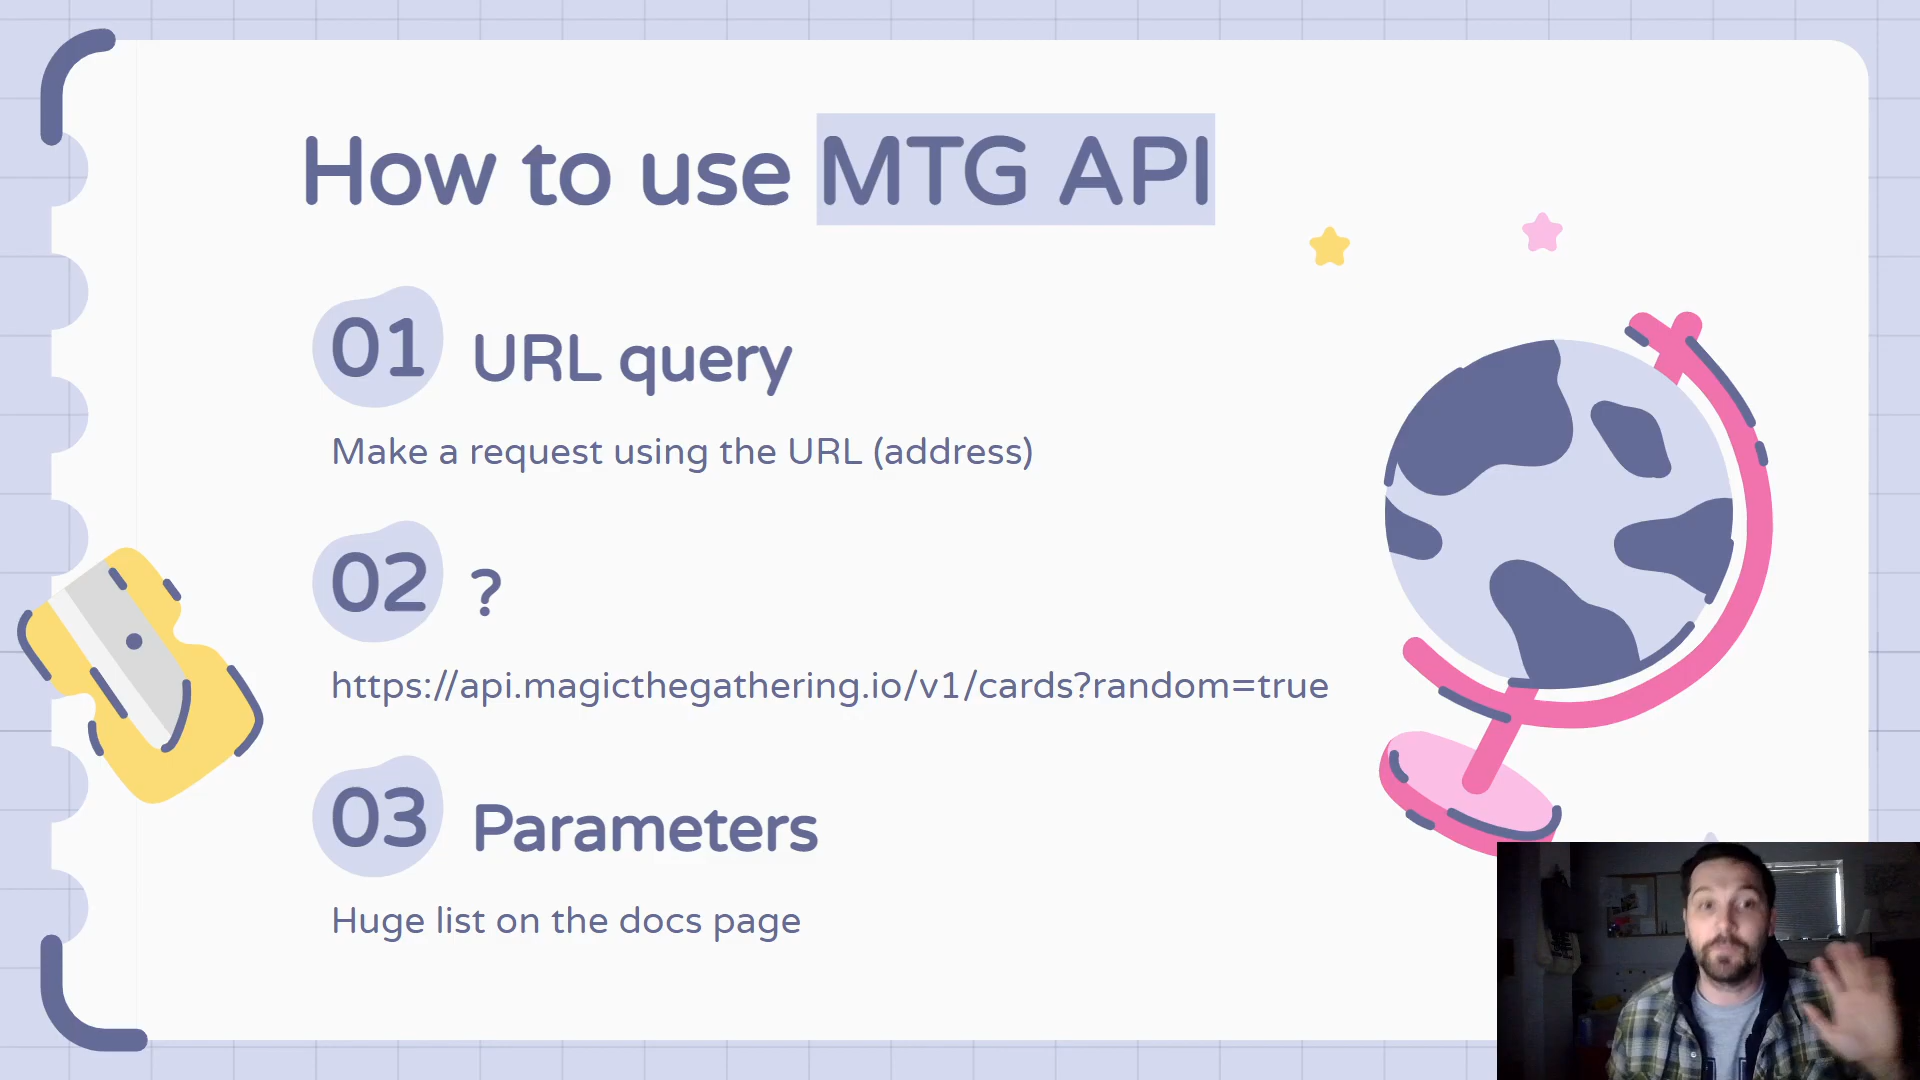 How to use MTG API
01 URL query
Make a request using the URL (address)
02 ?
https://api.magicthegathering.io/v1/cards?random=true
03 Parameters
Huge list on the docs page